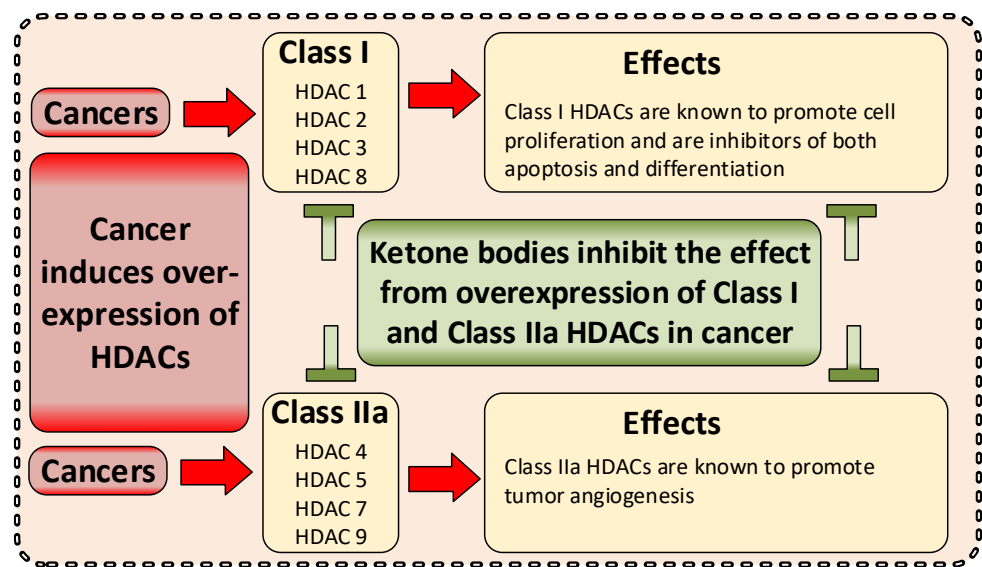 Cancers
Class I
HDAC 1
HDAC 2
HDAC 3
HDAC 8
Effects
Class I HDACs are known to promote cell
proliferation and are inhibitors of both
apoptosis and differentiation
Cancer
induces over-
expression of
HDACs
Ketone bodies inhibit the effect
from overexpression of Class I
and Class IIa HDACs in cancer
Cancers
Class IIa
HDAC 4
HDAC 5
HDAC 7
HDAC 9
Effects
Class IIa HDACs are known to promote
tumor angiogenesis